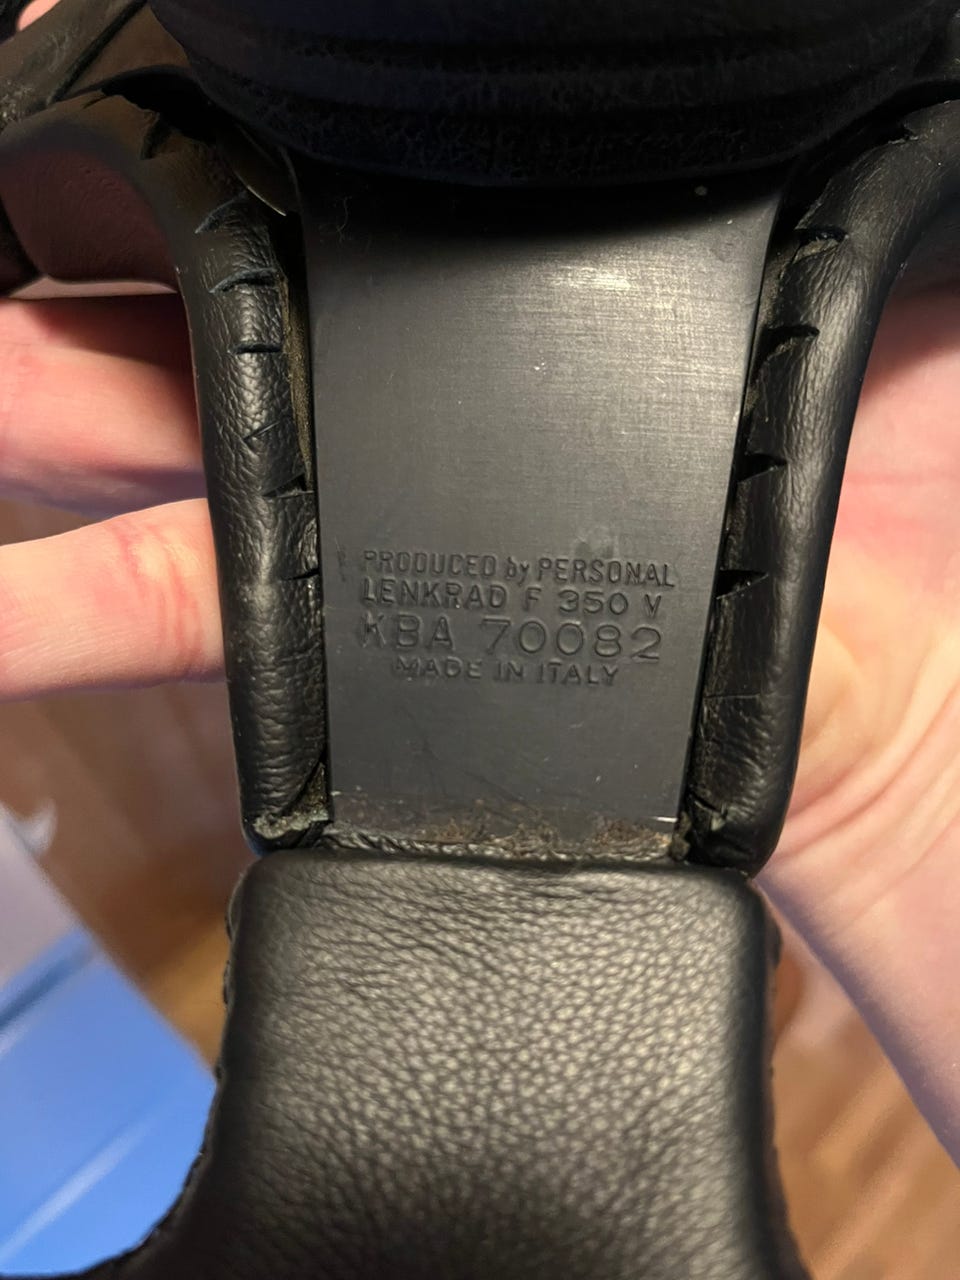 PRODUCED by PERSONAL
LENKRAD F 350 V
KBA 70082
MADE IN ITALY